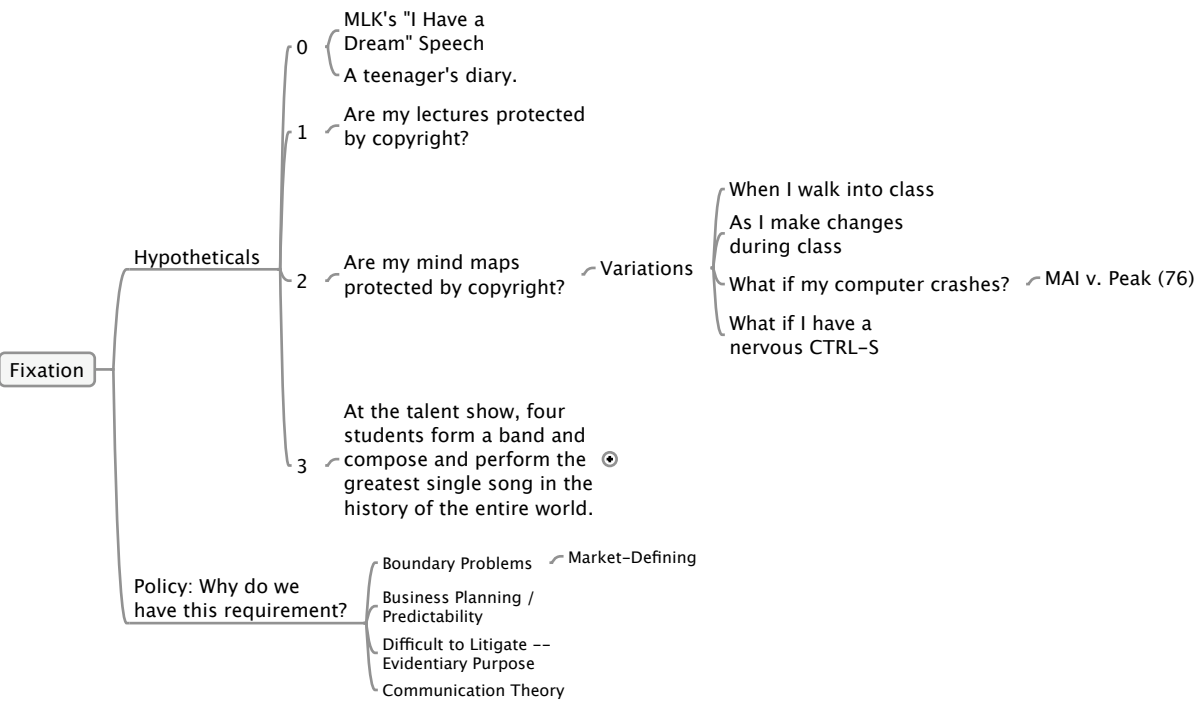 Fixation
Hypotheticals
0
MLK's "I Have a
Dream" Speech
A teenager's diary.
1
Are my lectures protected
by copyright?
2
Are my mind maps
protected by copyright?
Variations
When I walk into class
As I make changes
during class
What if my computer crashes?
MAI v. Peak (76)
What if I have a
nervous CTRL-S
3
At the talent show, four
students form a band and
compose and perform the
greatest single song in the
history of the entire world.
Policy: Why do we
have this requirement?
Boundary Problems
Market-Defining
Business Planning /
Predictability
Difficult to Litigate --
Evidentiary Purpose
Communication Theory